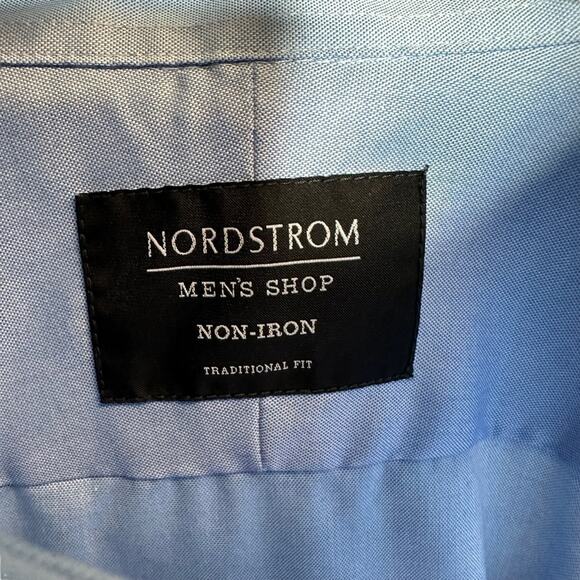 NORDSTROM
MEN'S SHOP
NON-IRON
TRADITIONAL FIT